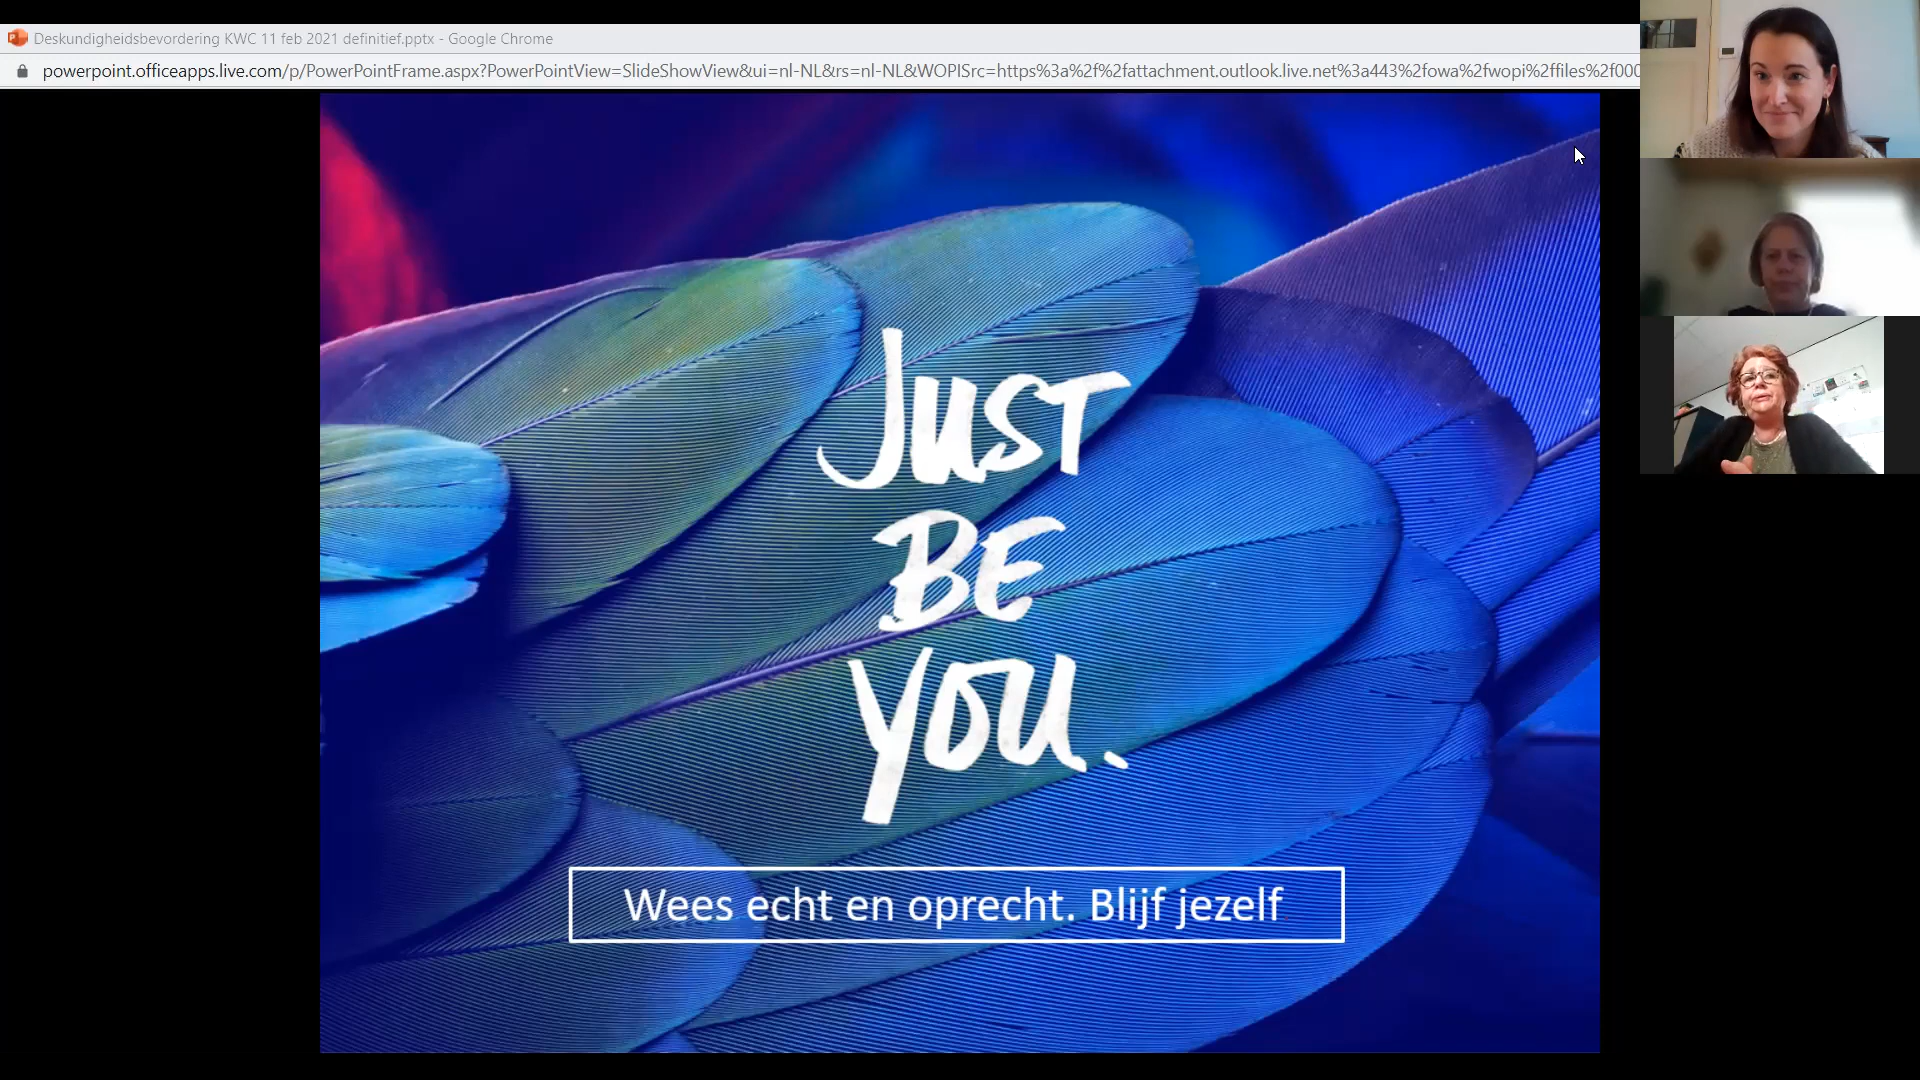 Deskundigheidsbevordering KWC 11 feb 2021 definitief.pptx - Google Chrome
powerpoint.officeapps.live.com/p/PowerPointFrame.aspx?PowerPointView=SlideShowView&ui=nl-NL&rs=nl-NL&WOPISrc=https%3a%2f%2fattachment.outlook.live.net%3a443%2fowa%2fwopi%2ffiles%2f000
JUST
BE
YOU.
Wees echt en oprecht. Blijf jezelf